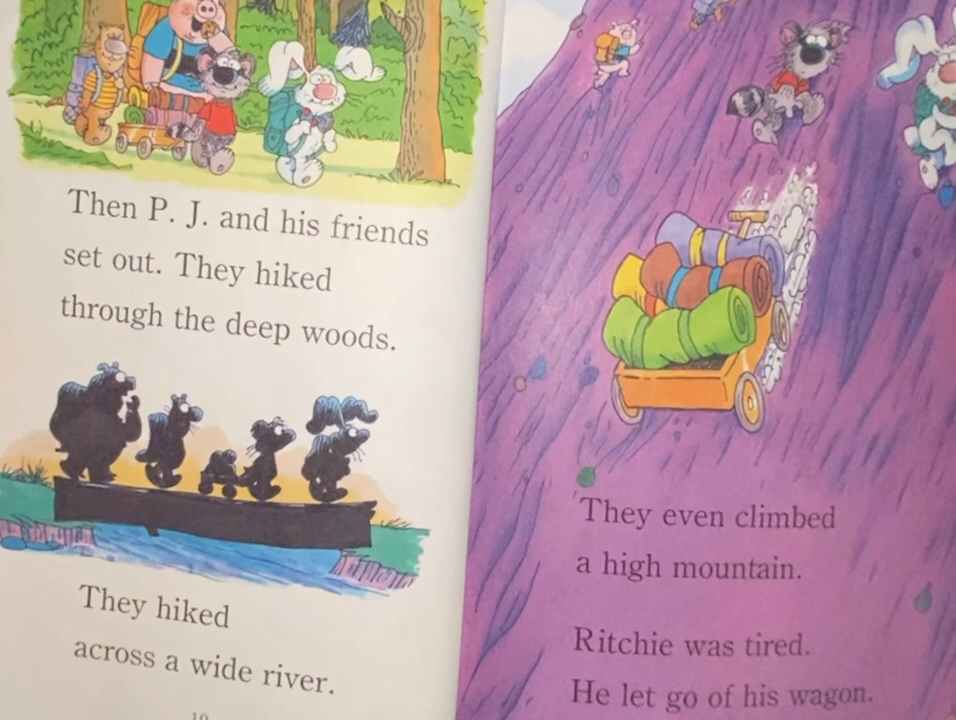 Then P. J. and his friends
set out. They hiked
through the deep woods.
They hiked
across a wide river.
10
They even climbed
a high mountain.
Ritchie was tired.
He let go of his wagon.